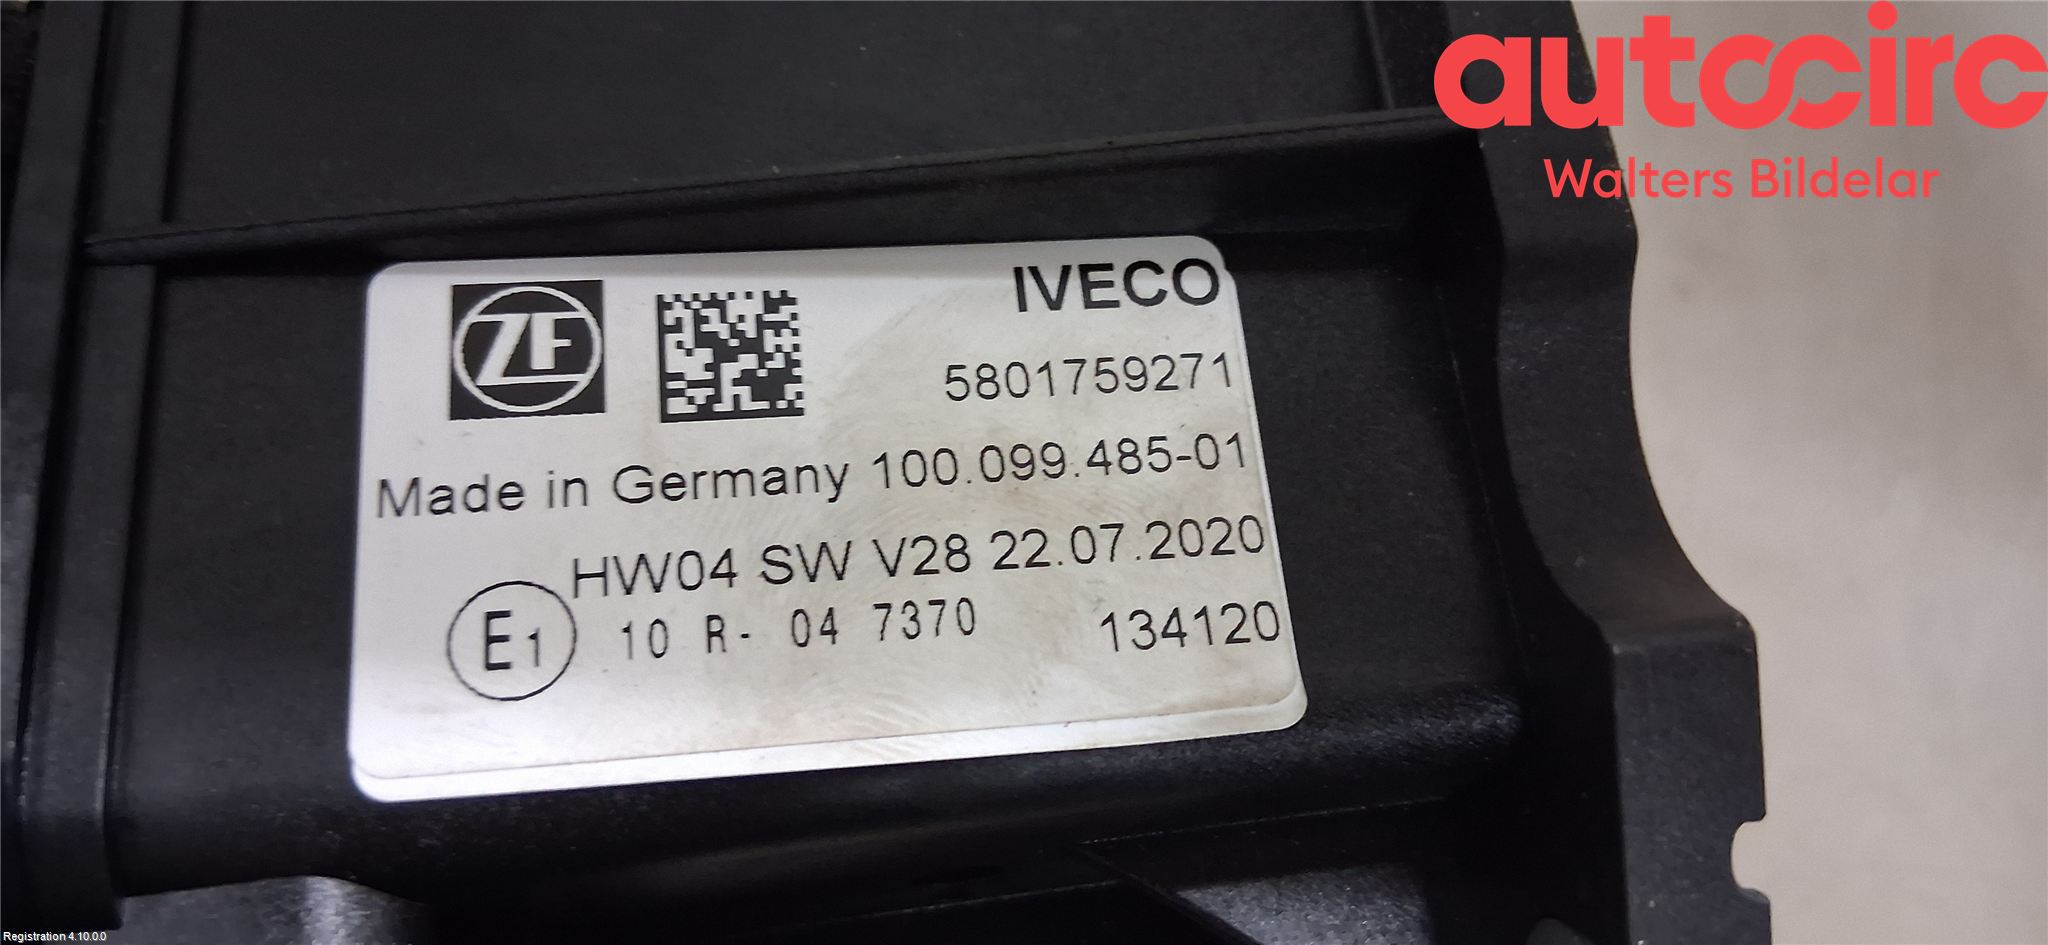 autocirc
Walters Bildelar
ZF
IVECO
5801759271
Made in Germany 100.099.485-01
HW04 SW V28 22.07.2020
E1 10 R- 04 7370 134120
Registration 4.10.0.0